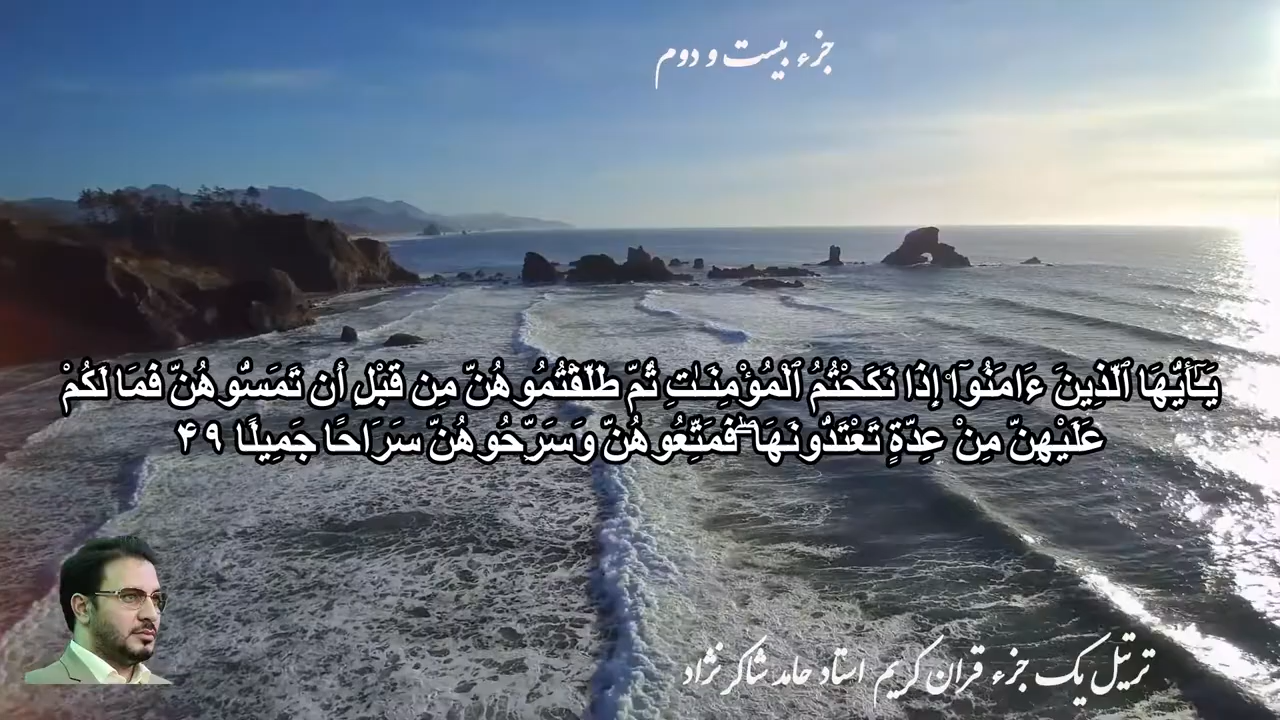 جزء بیست و دوم
يَـٰٓأَيُّهَا ٱلَّذِينَ ءَامَنُوٓا۟ إِذَا نَكَحْتُمُ ٱلْمُؤْمِنَـٰتِ ثُمَّ طَلَّقْتُمُوهُنَّ مِن قَبْلِ أَن تَمَسُّوهُنَّ فَمَا لَكُمْ
عَلَيْهِنَّ مِنْ عِدَّةٍ تَعْتَدُّونَهَا ۖ فَمَتِّعُوهُنَّ وَسَرِّحُوهُنَّ سَرَاحًا جَمِيلًا ۴۹
ترتیل یک جزء قران کریم استاد حامد شاکرنژاد